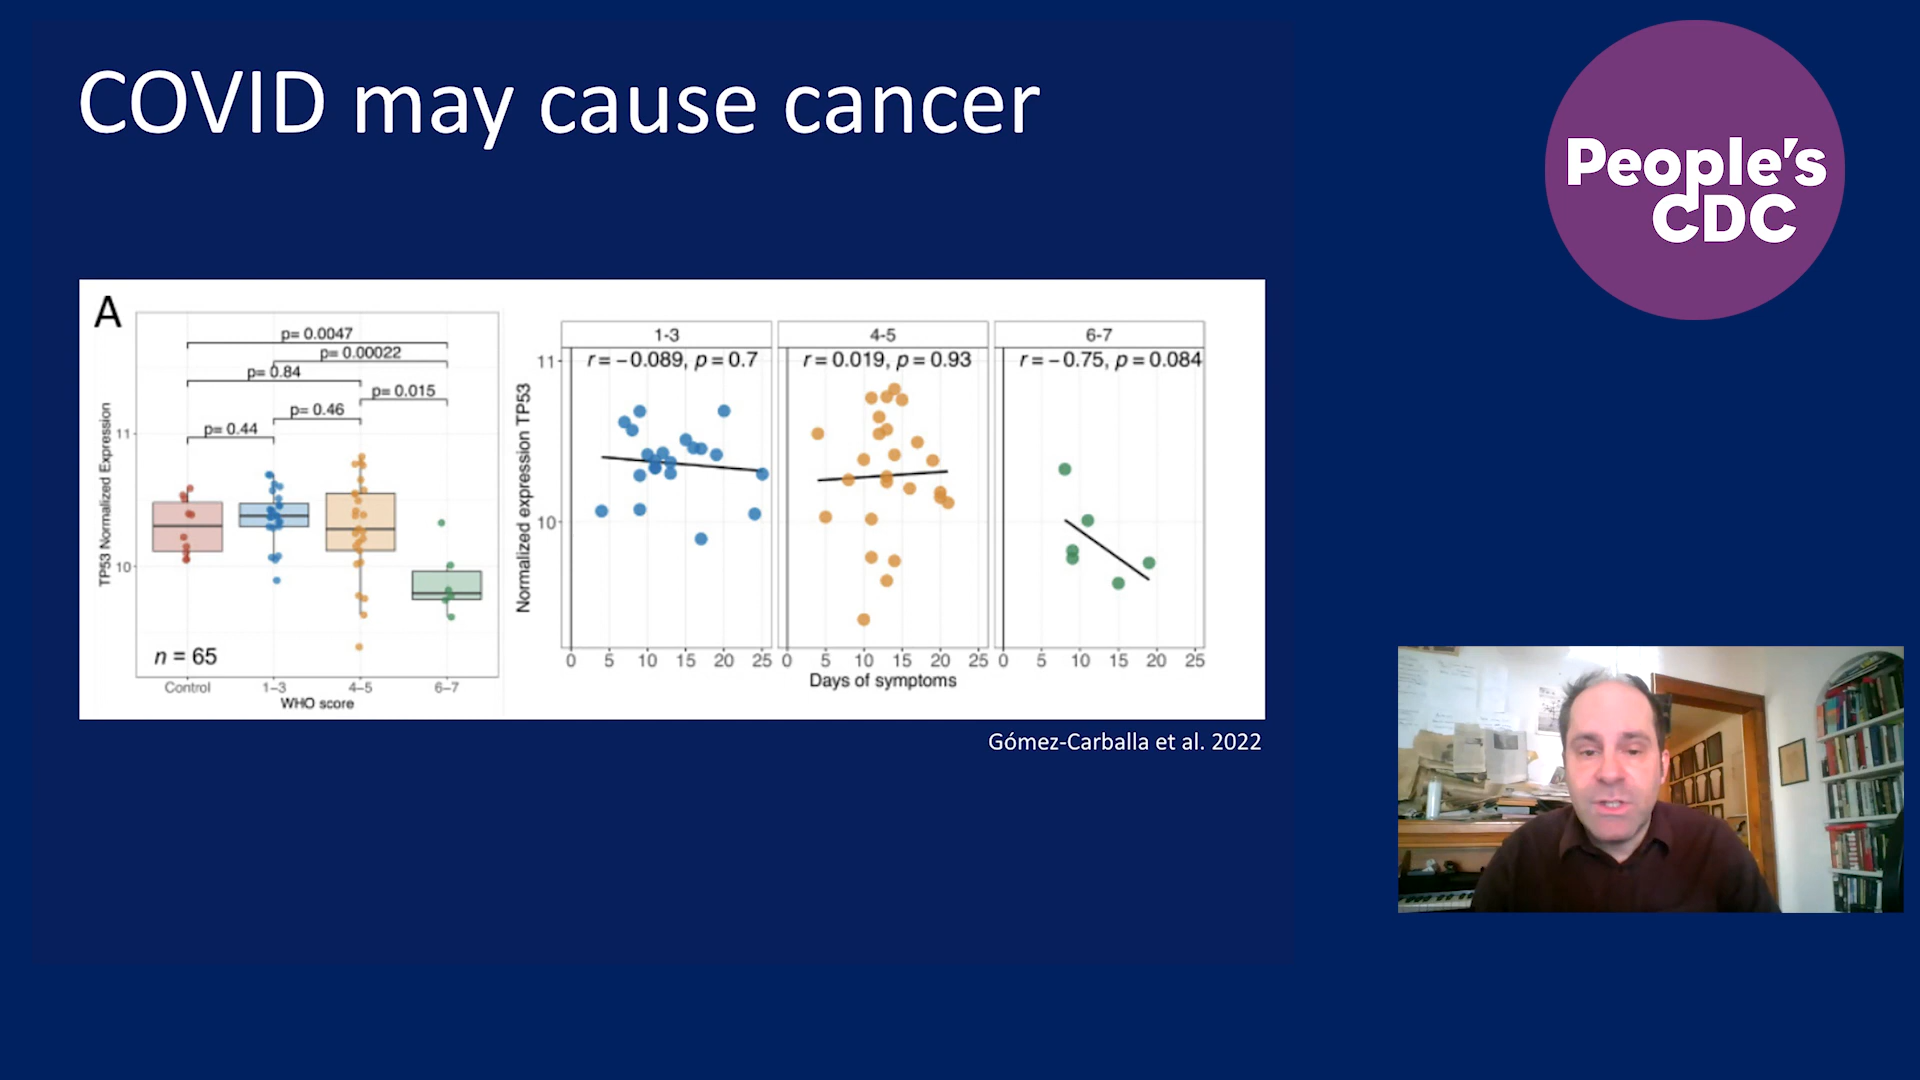 COVID may cause cancer
People's
CDC
A
p= 0.0047
p= 0.00022
p= 0.84
p= 0.015
p= 0.46
p= 0.44
TP53 Normalized Expression
11
10
n = 65
Control
1–3
4–5
6–7
WHO score
Normalized expression TP53
11
10
1-3
r = −0.089, p = 0.7
0 5 10 15 20 25
4-5
r = 0.019, p = 0.93
0 5 10 15 20 25
6-7
r = −0.75, p = 0.084
0 5 10 15 20 25
Days of symptoms
Gómez-Carballa et al. 2022